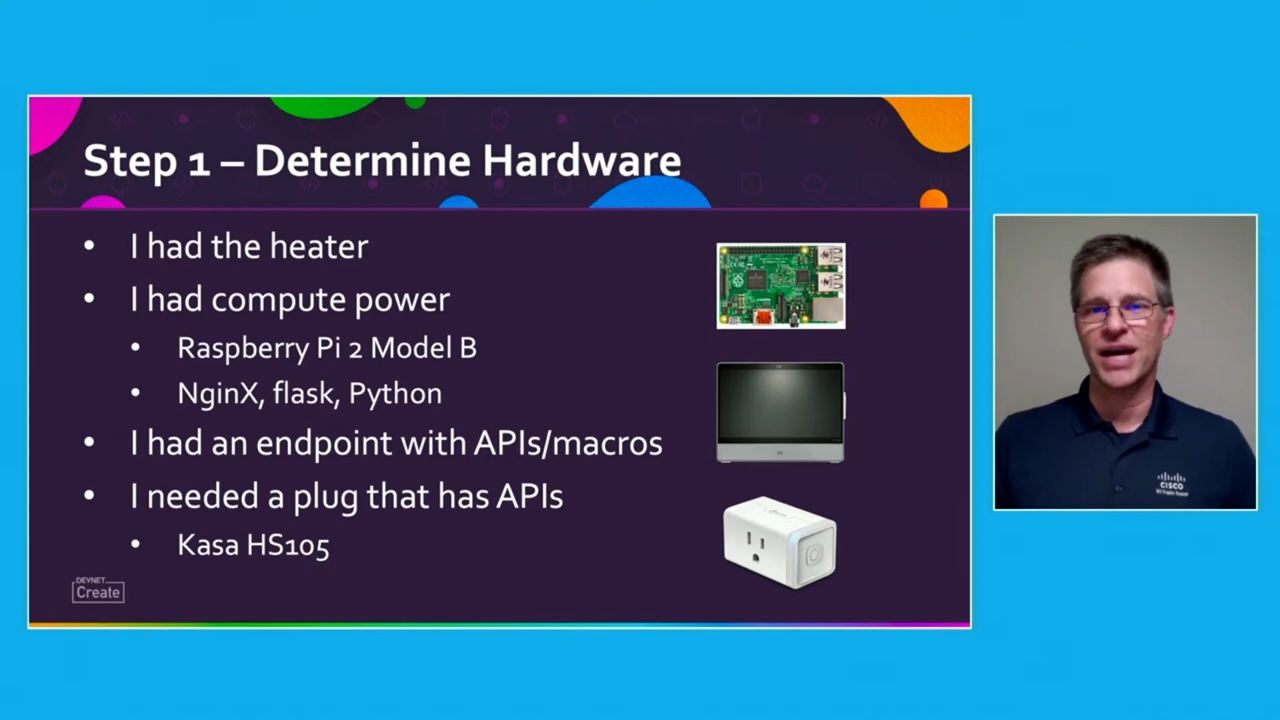 Step 1 – Determine Hardware
• I had the heater
• I had compute power
• Raspberry Pi 2 Model B
• NginX, flask, Python
• I had an endpoint with APIs/macros
• I needed a plug that has APIs
• Kasa HS105
DEVNET
Create
CISCO